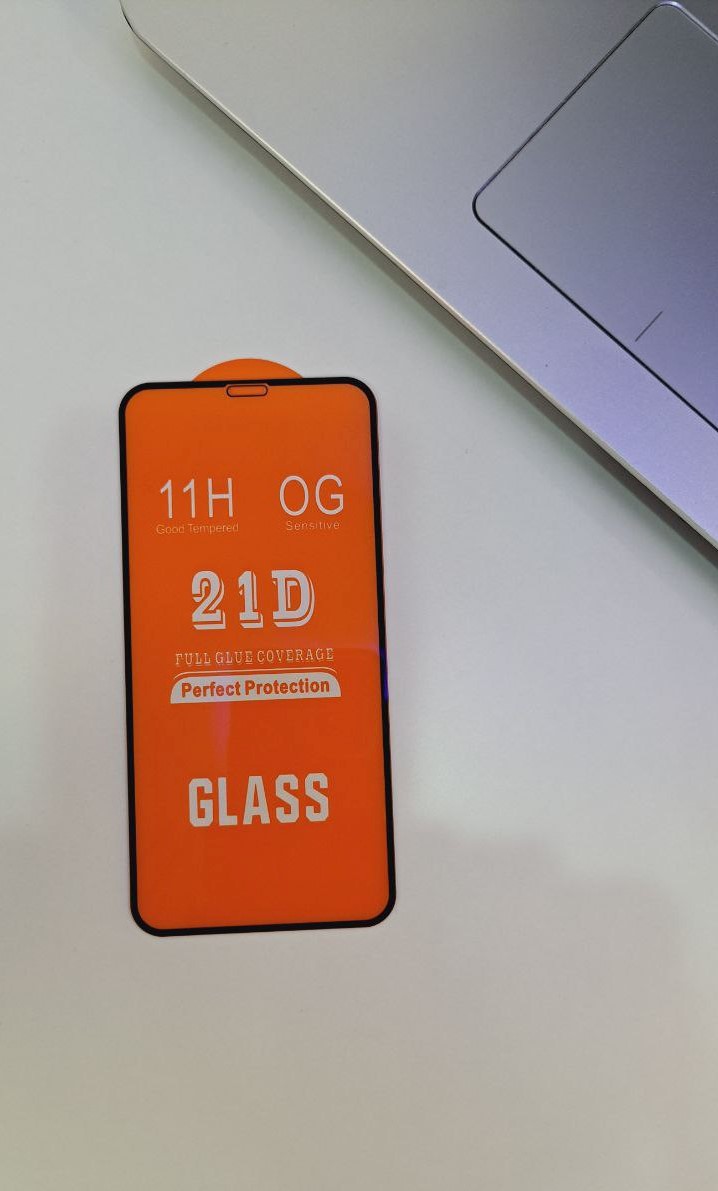 11H OG
Good Tempered Sensitive
21D
FULL GLUE COVERAGE
Perfect Protection
GLASS